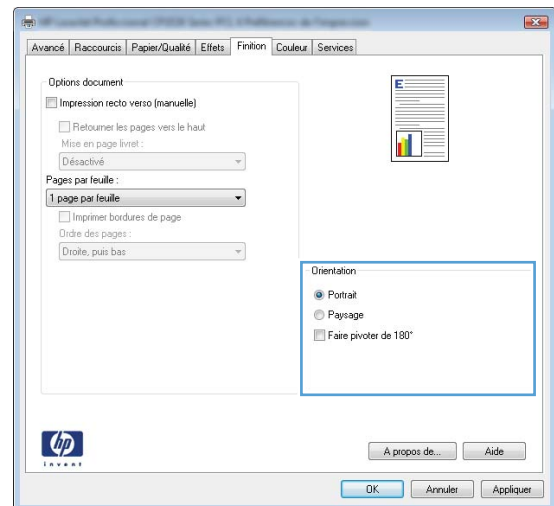 Avancé Raccourcis Papier/Qualité Effets Finition Couleur Services
Options document
Impression recto verso (manuelle)
Retourner les pages vers le haut
Mise en page livret :
Désactivé
Pages par feuille :
1 page par feuille
Imprimer bordures de page
Ordre des pages :
Droite, puis bas
E
Orientation
Portrait
Paysage
Faire pivoter de 180°
hp
invent
A propos de... Aide
OK Annuler Appliquer